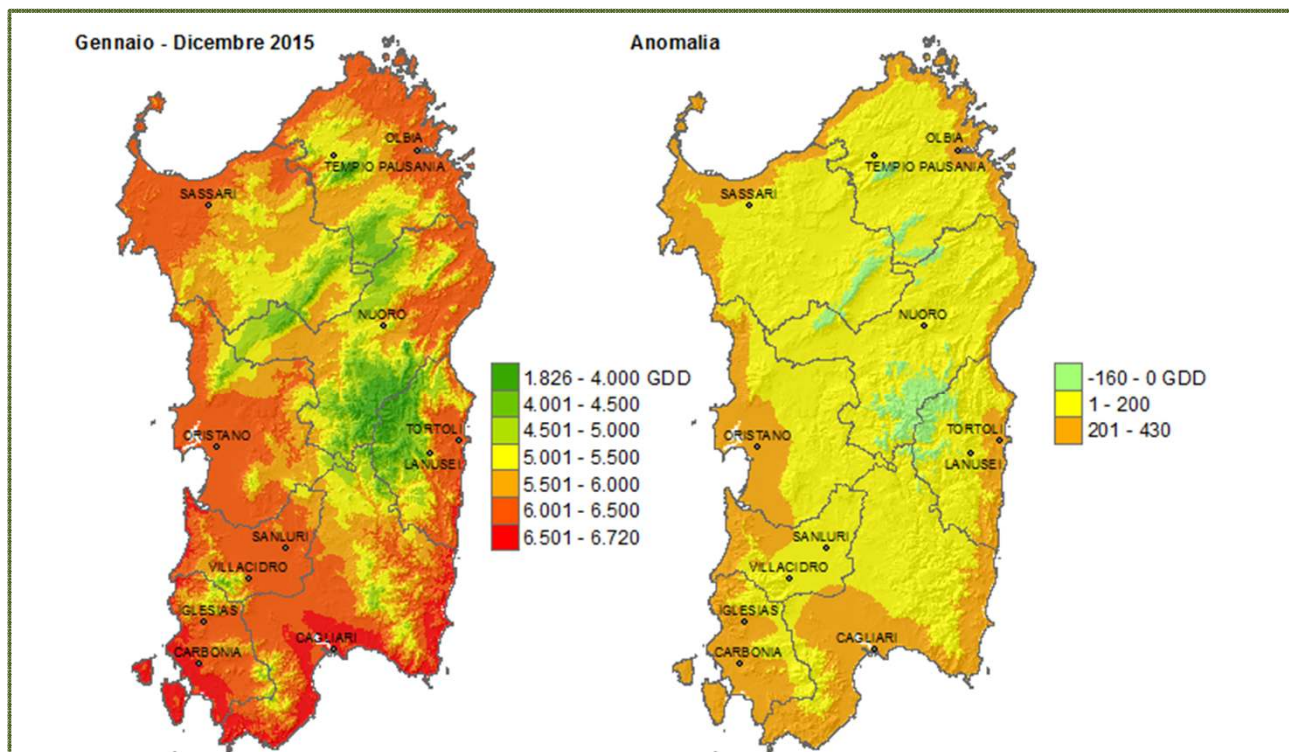 Gennaio - Dicembre 2015
OLBIA
TEMPIO PAUSANIA
SASSARI
NUORO
ORISTANO
TORTOLI
LANUSEI
SANLURI
VILLACIDRO
IGLESIAS
CAGLIARI
CARBONIA
1.826 - 4.000 GDD
4.001 - 4.500
4.501 - 5.000
5.001 - 5.500
5.501 - 6.000
6.001 - 6.500
6.501 - 6.720
Anomalia
OLBIA
TEMPIO PAUSANIA
SASSARI
NUORO
ORISTANO
TORTOLI
LANUSEI
SANLURI
VILLACIDRO
IGLESIAS
CAGLIARI
CARBONIA
-160 - 0 GDD
1 - 200
201 - 430